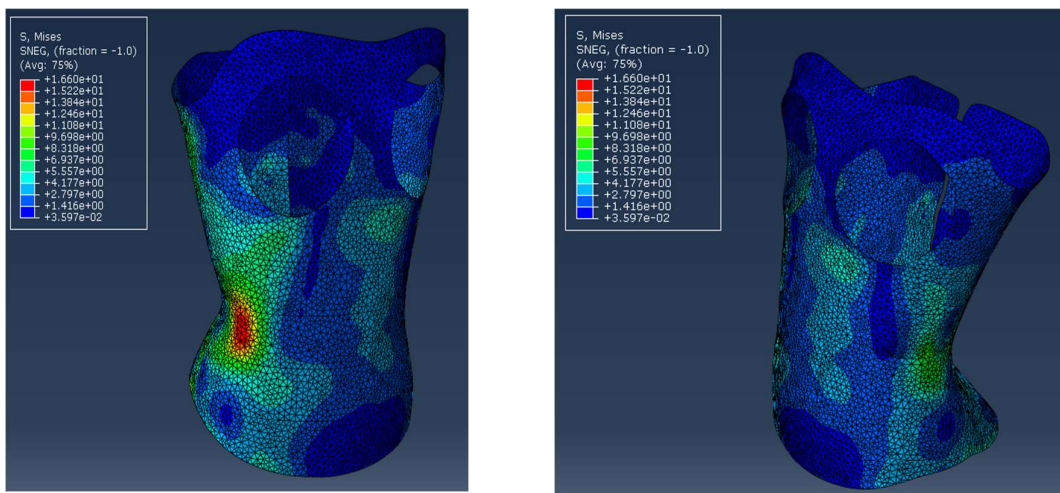 S, Mises
SNEG, (fraction = -1.0)
(Avg: 75%)
+1.660e+01
+1.522e+01
+1.384e+01
+1.246e+01
+1.108e+01
+9.698e+00
+8.318e+00
+6.937e+00
+5.557e+00
+4.177e+00
+2.797e+00
+1.416e+00
+3.597e-02
S, Mises
SNEG, (fraction = -1.0)
(Avg: 75%)
+1.660e+01
+1.522e+01
+1.384e+01
+1.246e+01
+1.108e+01
+9.698e+00
+8.318e+00
+6.937e+00
+5.557e+00
+4.177e+00
+2.797e+00
+1.416e+00
+3.597e-02